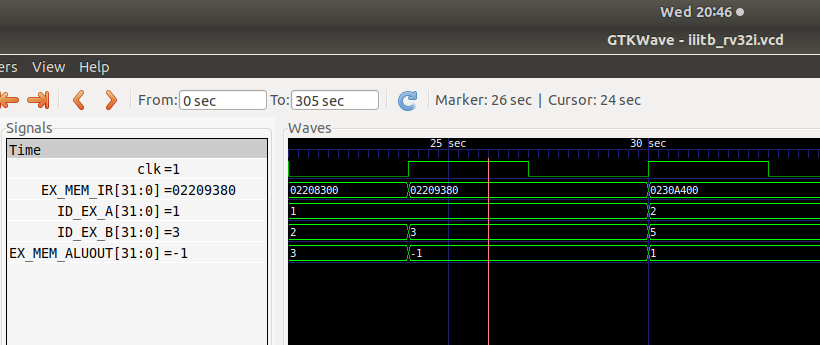 Wed 20:46
GTKWave - iiitb_rv32i.vcd
ers View Help
From: 0 sec To: 305 sec Marker: 26 sec | Cursor: 24 sec
Signals Waves
Time 25 sec 30 sec
clk =1
EX_MEM_IR[31:0] =02209380 02208300 02209380 0230A400
ID_EX_A[31:0] =1 1 2
ID_EX_B[31:0] =3 2 3 5
EX_MEM_ALUOUT[31:0] =-1 3 -1 1